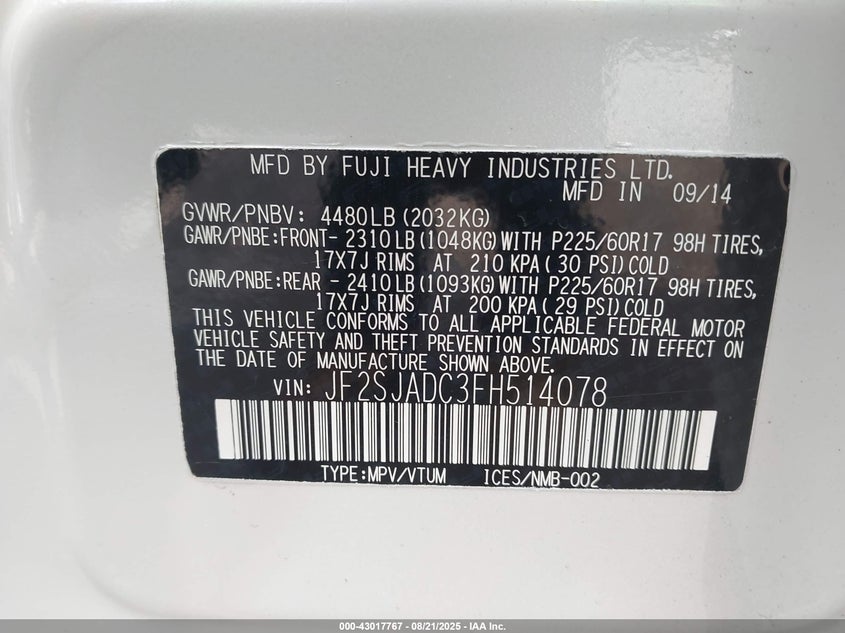 MFD BY FUJI HEAVY INDUSTRIES LTD.
MFD IN 09/14
GVWR/PNBV: 4480LB(2032KG)
GAWR/PNBE:FRONT- 2310LB(1048KG)WITH P225/60R17 98H TIRES,
17X7J RIMS AT 210 KPA( 30 PSI)COLD
GAWR/PNBE:REAR - 2410LB(1093KG)WITH P225/60R17 98H TIRES,
17X7J RIMS AT 200 KPA( 29 PSI)COLD
THIS VEHICLE CONFORMS TO ALL APPLICABLE FEDERAL MOTOR
VEHICLE SAFETY AND THEFT PREVENTION STANDARDS IN EFFECT ON
THE DATE OF MANUFACTURE SHOWN ABOVE.
VIN: JF2SJADC3FH514078
TYPE:MPV/VTUM ICES/NMB-002
000-43017767 - 08/21/2025 - IAA Inc.